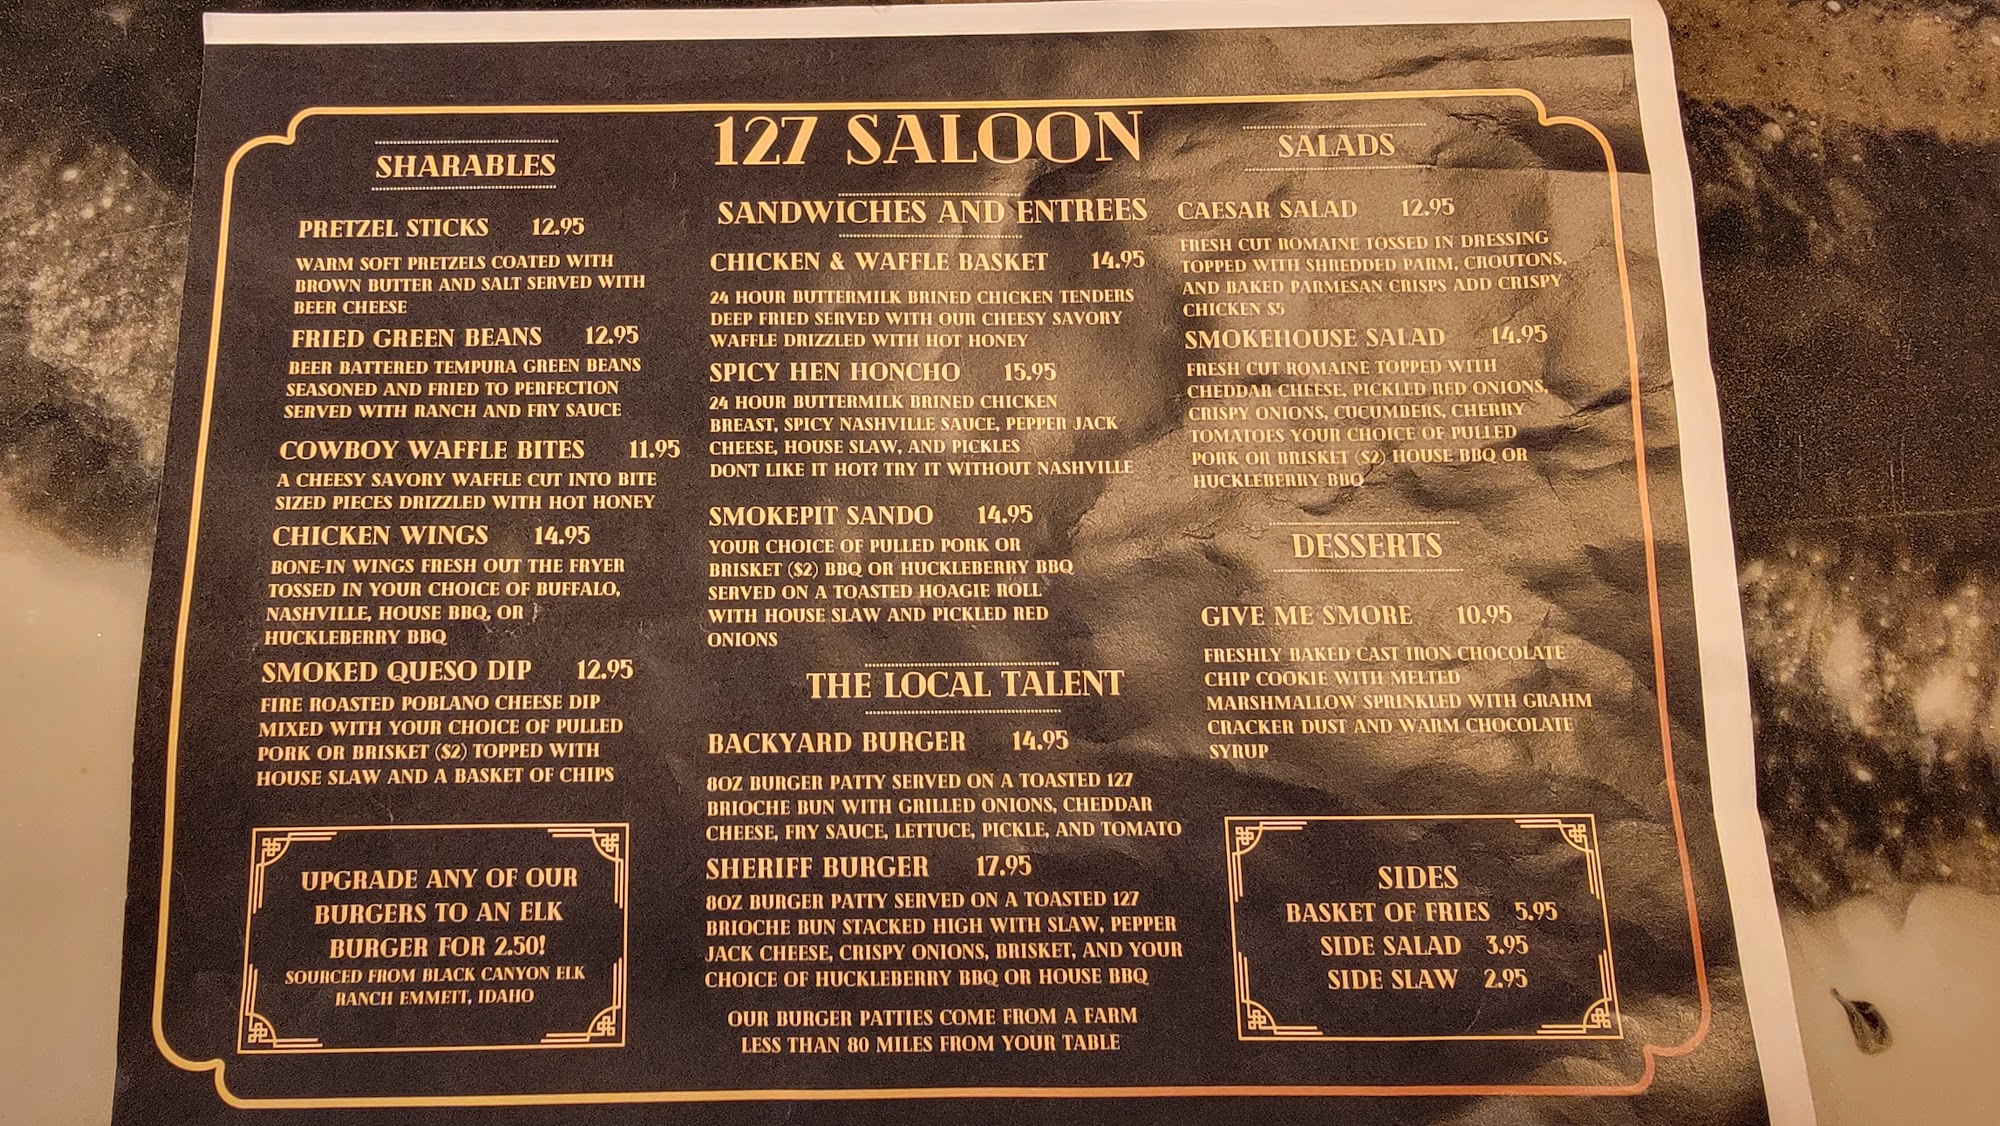 127 SALOON
SHARABLES
PRETZEL STICKS 12.95
WARM SOFT PRETZELS COATED WITH
BROWN BUTTER AND SALT SERVED WITH
BEER CHEESE
FRIED GREEN BEANS 12.95
BEER BATTERED TEMPURA GREEN BEANS
SEASONED AND FRIED TO PERFECTION
SERVED WITH RANCH AND FRY SAUCE
COWBOY WAFFLE BITES 11.95
A CHEESY SAVORY WAFFLE CUT INTO BITE
SIZED PIECES DRIZZLED WITH HOT HONEY
CHICKEN WINGS 14.95
BONE-IN WINGS FRESH OUT THE FRYER
TOSSED IN YOUR CHOICE OF BUFFALO,
NASHVILLE, HOUSE BBQ, OR
HUCKLEBERRY BBQ
SMOKED QUESO DIP 12.95
FIRE ROASTED POBLANO CHEESE DIP
MIXED WITH YOUR CHOICE OF PULLED
PORK OR BRISKET ($2) TOPPED WITH
HOUSE SLAW AND A BASKET OF CHIPS
UPGRADE ANY OF OUR
BURGERS TO AN ELK
BURGER FOR 2.50!
SOURCED FROM BLACK CANYON ELK
RANCH EMMETT, IDAHO
SANDWICHES AND ENTREES
CHICKEN & WAFFLE BASKET 14.95
24 HOUR BUTTERMILK BRINED CHICKEN TENDERS
DEEP FRIED SERVED WITH OUR CHEESY SAVORY
WAFFLE DRIZZLED WITH HOT HONEY
SPICY HEN HONCHO 15.95
24 HOUR BUTTERMILK BRINED CHICKEN
BREAST, SPICY NASHVILLE SAUCE, PEPPER JACK
CHEESE, HOUSE SLAW, AND PICKLES
DONT LIKE IT HOT? TRY IT WITHOUT NASHVILLE
SMOKEPIT SANDO 14.95
YOUR CHOICE OF PULLED PORK OR
BRISKET ($2) BBQ OR HUCKLEBERRY BBQ
SERVED ON A TOASTED HOAGIE ROLL
WITH HOUSE SLAW AND PICKLED RED
ONIONS
THE LOCAL TALENT
BACKYARD BURGER 14.95
8OZ BURGER PATTY SERVED ON A TOASTED 127
BRIOCHE BUN WITH GRILLED ONIONS, CHEDDAR
CHEESE, FRY SAUCE, LETTUCE, PICKLE, AND TOMATO
SHERIFF BURGER 17.95
8OZ BURGER PATTY SERVED ON A TOASTED 127
BRIOCHE BUN STACKED HIGH WITH SLAW, PEPPER
JACK CHEESE, CRISPY ONIONS, BRISKET, AND YOUR
CHOICE OF HUCKLEBERRY BBQ OR HOUSE BBQ
OUR BURGER PATTIES COME FROM A FARM
LESS THAN 80 MILES FROM YOUR TABLE
SALADS
CAESAR SALAD 12.95
FRESH CUT ROMAINE TOSSED IN DRESSING
TOPPED WITH SHREDDED PARM, CROUTONS,
AND BAKED PARMESAN CRISPS ADD CRISPY
CHICKEN $5
SMOKEHOUSE SALAD 14.95
FRESH CUT ROMAINE TOPPED WITH
CHEDDAR CHEESE, PICKLED RED ONIONS,
CRISPY ONIONS, CUCUMBERS, CHERRY
TOMATOES YOUR CHOICE OF PULLED
PORK OR BRISKET ($2) HOUSE BBQ OR
HUCKLEBERRY BBQ
DESSERTS
GIVE ME S'MORE 10.95
FRESHLY BAKED CAST IRON CHOCOLATE
CHIP COOKIE WITH MELTED
MARSHMALLOW SPRINKLED WITH GRAHM
CRACKER DUST AND WARM CHOCOLATE
SYRUP
SIDES
BASKET OF FRIES 5.95
SIDE SALAD 3.95
SIDE SLAW 2.95